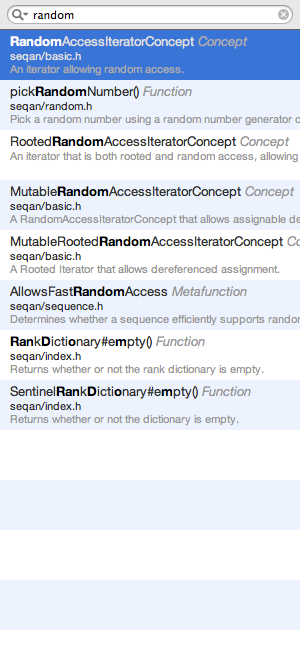 random
RandomAccessIteratorConcept Concept
seqan/basic.h
An iterator allowing random access.
pickRandomNumber() Function
seqan/random.h
Pick a random number using a random number generator o
RootedRandomAccessIteratorConcept Concept
An iterator that is both rooted and random access, allowing
MutableRandomAccessIteratorConcept Concept
seqan/basic.h
A RandomAccessIteratorConcept that allows assignable de
MutableRootedRandomAccessIteratorConcept Co
seqan/basic.h
A Rooted Iterator that allows dereferenced assignment.
AllowsFastRandomAccess Metafunction
seqan/sequence.h
Determines whether a sequence efficiently supports rando
RankDictionary#empty() Function
seqan/index.h
Returns whether or not the rank dictionary is empty.
SentinelRankDictionary#empty() Function
seqan/index.h
Returns whether or not the dictionary is empty.